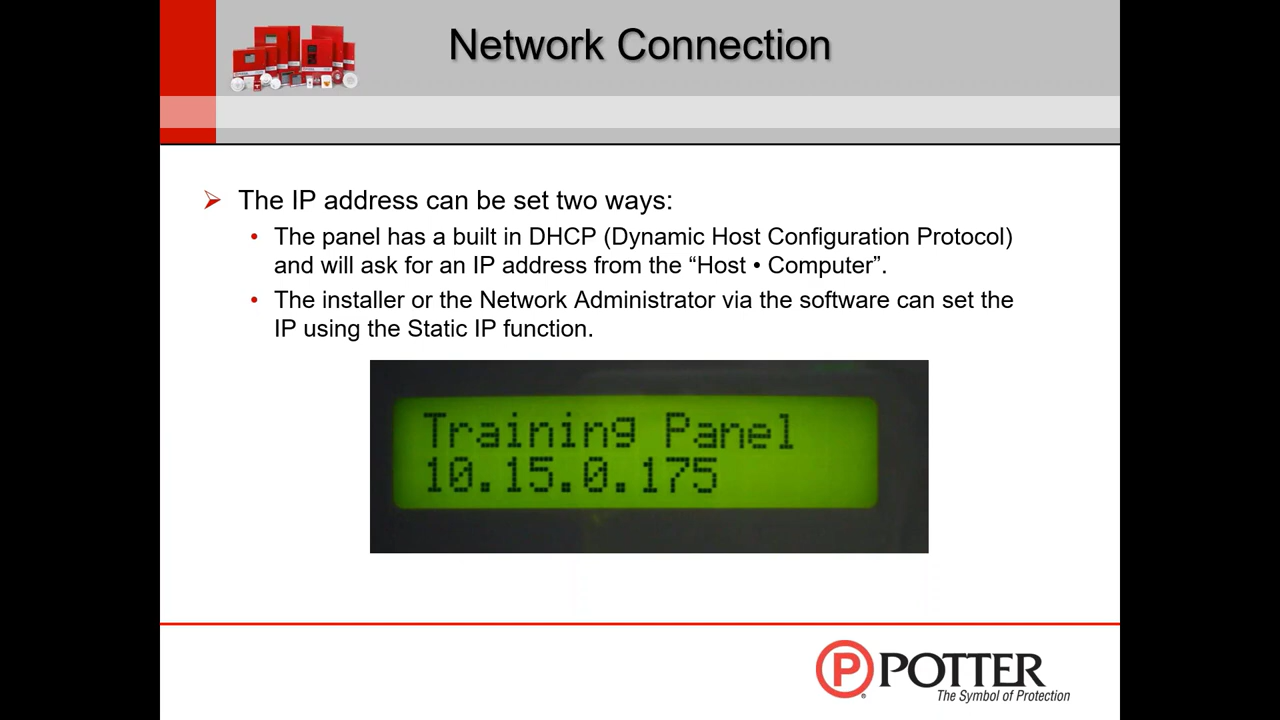 Network Connection
The IP address can be set two ways:
The panel has a built in DHCP (Dynamic Host Configuration Protocol)
and will ask for an IP address from the “Host • Computer”.
The installer or the Network Administrator via the software can set the
IP using the Static IP function.
Training Panel
10.15.0.175
P POTTER
The Symbol of Protection